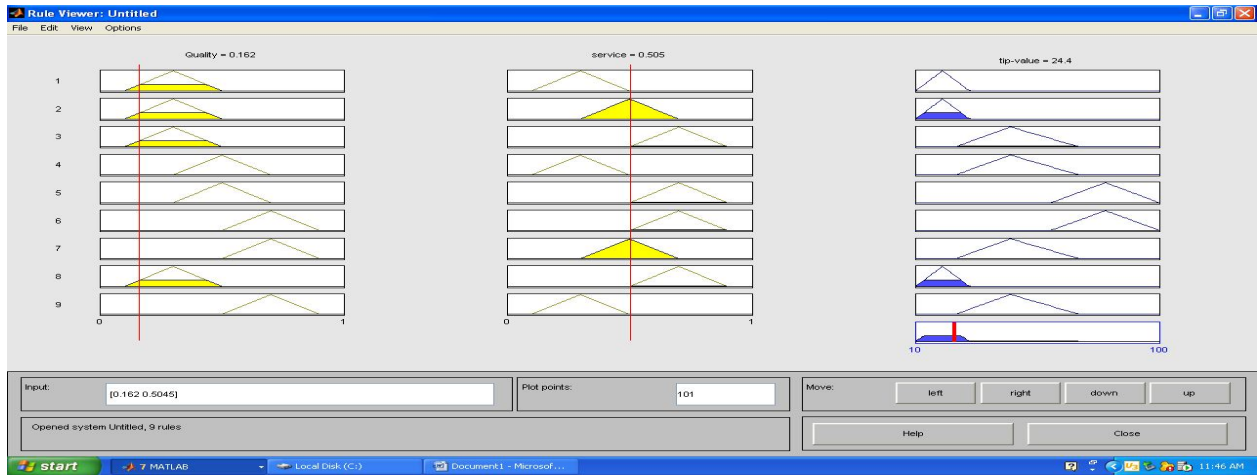 Rule Viewer: Untitled
File Edit View Options
Quality = 0.162
service = 0.505
tip-value = 24.4
1
2
3
4
5
6
7
8
9
0 1
0 1
10 100
Input: [0.162 0.5045]
Plot points: 101
Move: left right down up
Opened system Untitled, 9 rules
Help Close
start 7 MATLAB Local Disk (C:) Document1 - Microsof... 11:46 AM